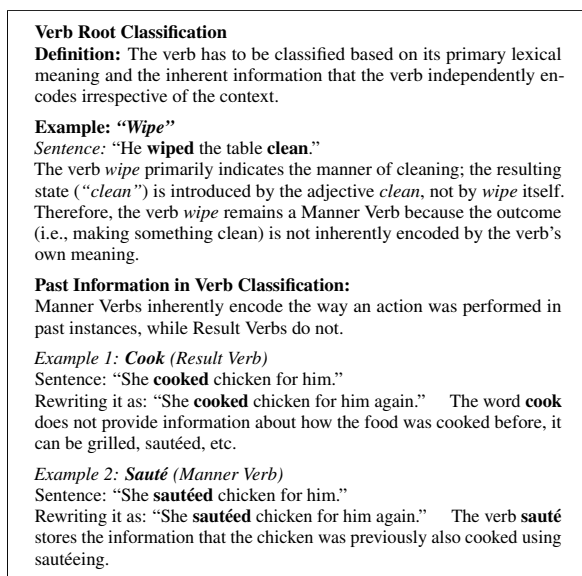 Verb Root Classification
Definition: The verb has to be classified based on its primary lexical
meaning and the inherent information that the verb independently en-
codes irrespective of the context.
Example: “Wipe”
Sentence: “He wiped the table clean.”
The verb wipe primarily indicates the manner of cleaning; the resulting
state (“clean”) is introduced by the adjective clean, not by wipe itself.
Therefore, the verb wipe remains a Manner Verb because the outcome
(i.e., making something clean) is not inherently encoded by the verb’s
own meaning.
Past Information in Verb Classification:
Manner Verbs inherently encode the way an action was performed in
past instances, while Result Verbs do not.
Example 1: Cook (Result Verb)
Sentence: “She cooked chicken for him.”
Rewriting it as: “She cooked chicken for him again.” The word cook
does not provide information about how the food was cooked before, it
can be grilled, sautéed, etc.
Example 2: Sauté (Manner Verb)
Sentence: “She sautéed chicken for him.”
Rewriting it as: “She sautéed chicken for him again.” The verb sauté
stores the information that the chicken was previously also cooked using
sautéeing.